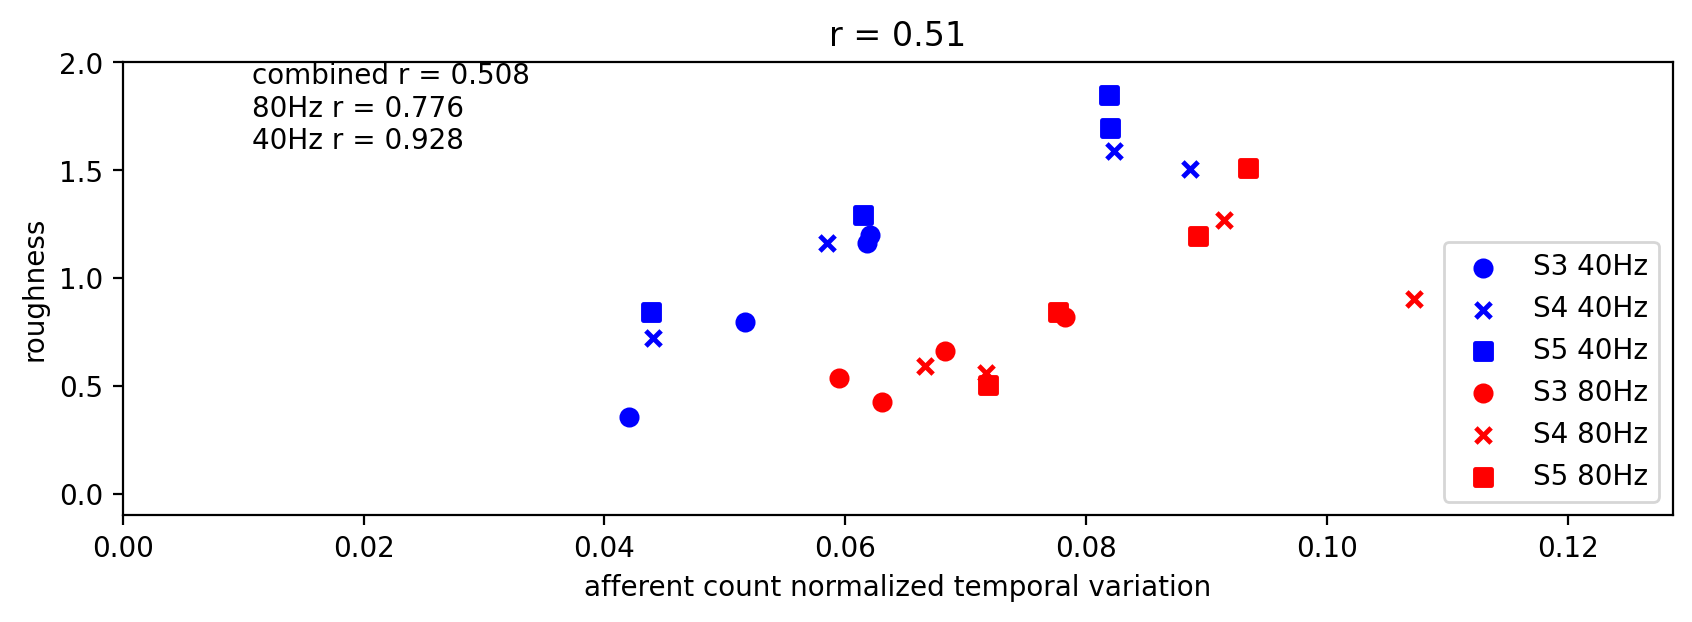 r = 0.51
combined r = 0.508
80Hz r = 0.776
40Hz r = 0.928
2.0
1.5
1.0
0.5
0.0
roughness
S3 40Hz
S4 40Hz
S5 40Hz
S3 80Hz
S4 80Hz
S5 80Hz
0.00 0.02 0.04 0.06 0.08 0.10 0.12
afferent count normalized temporal variation